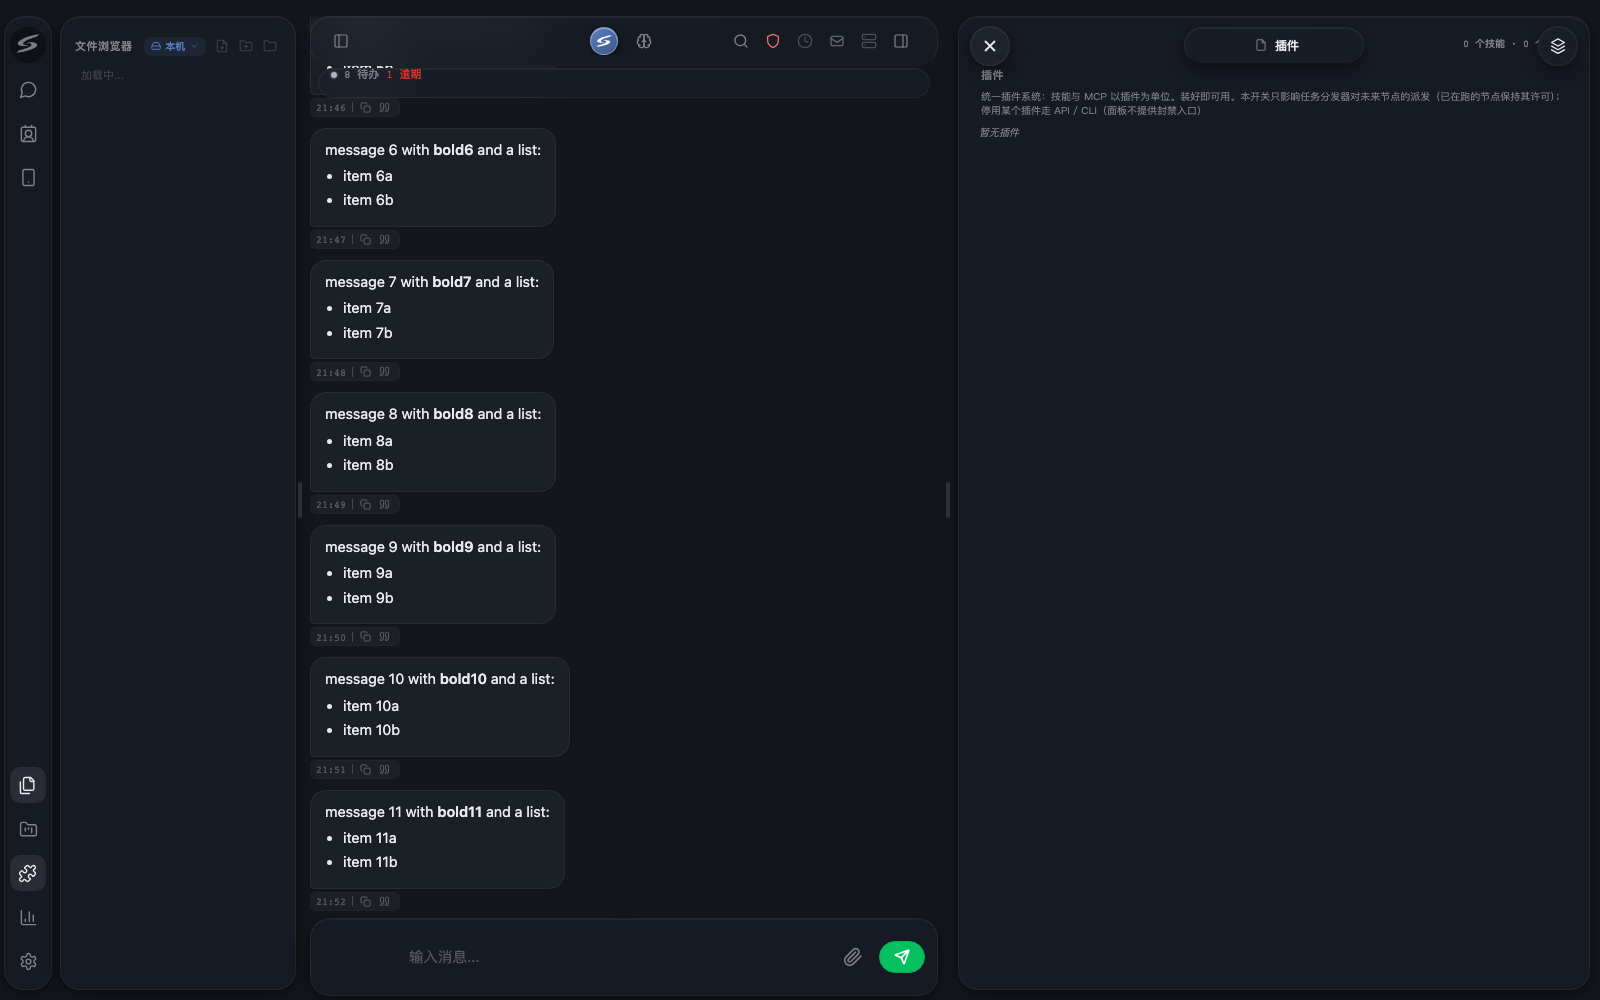 文件浏览器
本机
加载中...
8 待办 1 逾期
21:46
message 6 with bold6 and a list:
• item 6a
• item 6b
21:47
message 7 with bold7 and a list:
• item 7a
• item 7b
21:48
message 8 with bold8 and a list:
• item 8a
• item 8b
21:49
message 9 with bold9 and a list:
• item 9a
• item 9b
21:50
message 10 with bold10 and a list:
• item 10a
• item 10b
21:51
message 11 with bold11 and a list:
• item 11a
• item 11b
21:52
输入消息...
插件
0 个技能 · 0
插件
统一插件系统：技能与 MCP 以插件为单位。装好即可用。本开关只影响任务分发器对未来节点的派发（已在跑的节点保持其许可）；
停用某个插件走 API / CLI（面板不提供封禁入口）
暂无插件